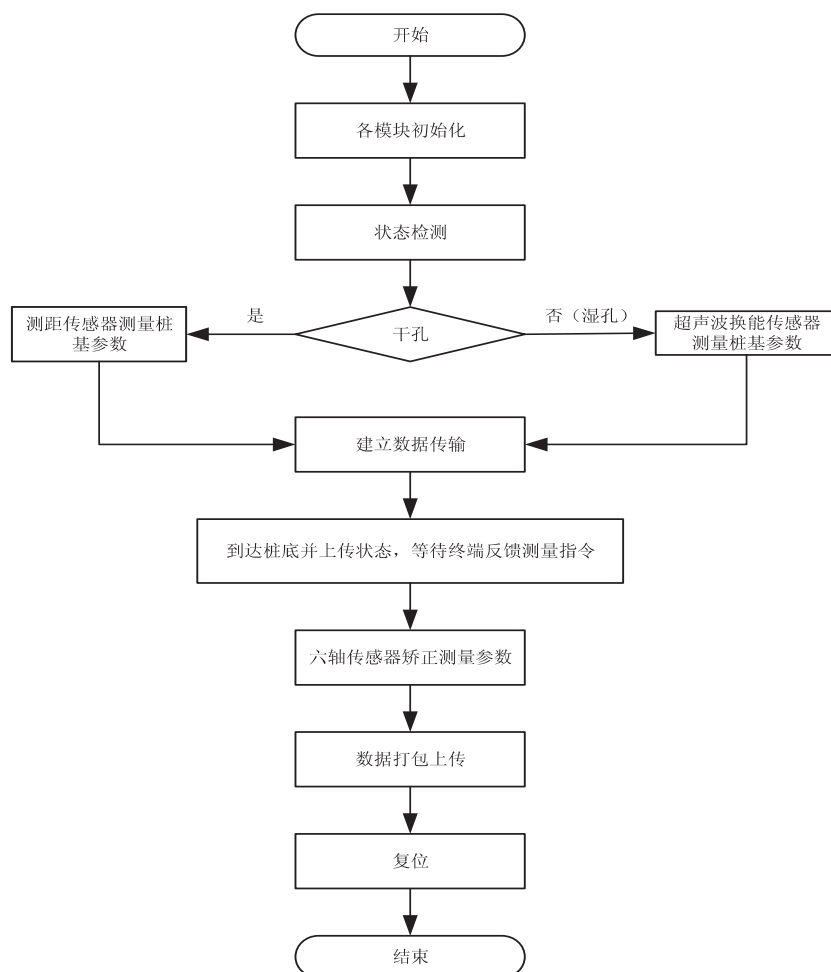 开始
各模块初始化
状态检测
是
否（湿孔）
测距传感器测量桩
基参数
干孔
超声波换能传感器
测量桩基参数
建立数据传输
到达桩底并上传状态，等待终端反馈测量指令
六轴传感器矫正测量参数
数据打包上传
复位
结束